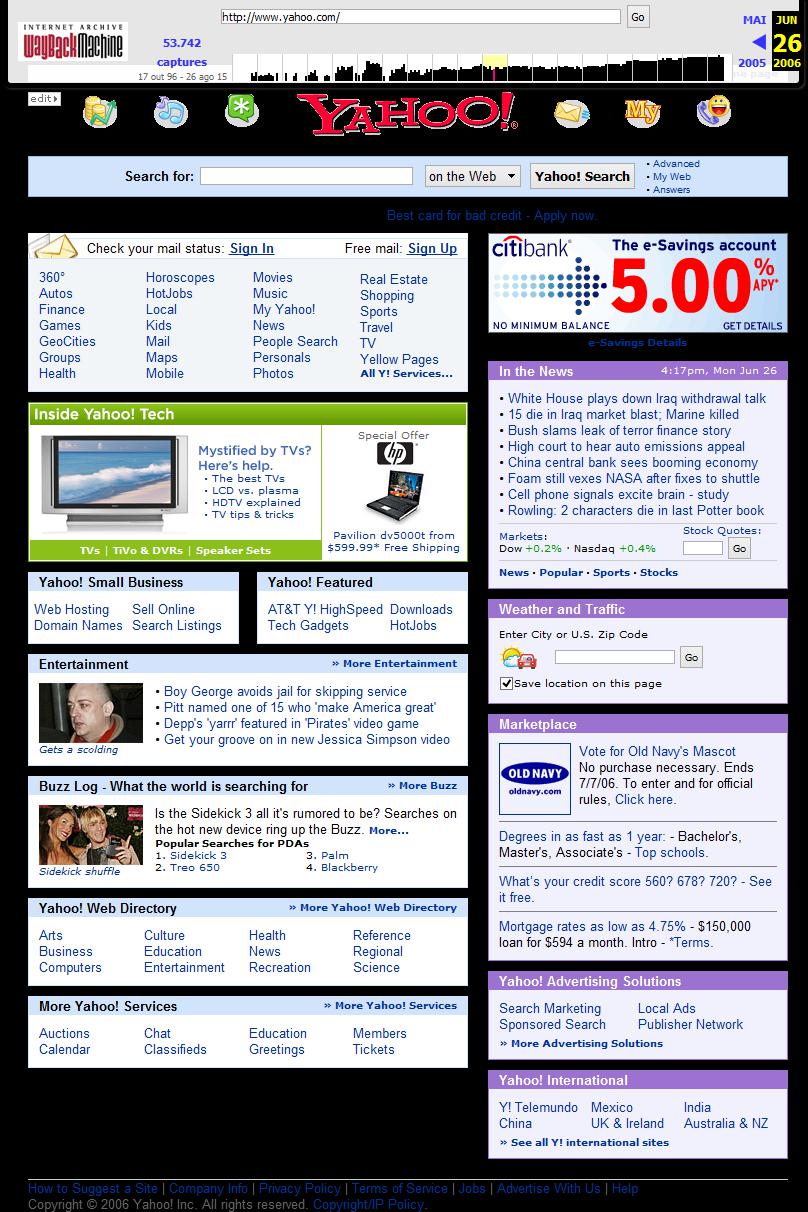 INTERNET ARCHIVE
WayBackMachine
http://www.yahoo.com/
Go
53.742
captures
17 out 96 - 26 ago 15
MAI
JUN
26
2005
2006
edit
YAHOO!
My
Search for:
on the Web
Yahoo! Search
• Advanced
• My Web
• Answers
Best card for bad credit - Apply now.
Check your mail status: Sign In
Free mail: Sign Up
360° Horoscopes Movies Real Estate
Autos HotJobs Music Shopping
Finance Local My Yahoo! Sports
Games Kids News Travel
GeoCities Mail People Search TV
Groups Maps Personals Yellow Pages
Health Mobile Photos All Y! Services...
Inside Yahoo! Tech
Mystified by TVs?
Here's help.
• The best TVs
• LCD vs. plasma
• HDTV explained
• TV tips & tricks
TVs | TiVo & DVRs | Speaker Sets
Special Offer
hp
Pavilion dv5000t from
$599.99* Free Shipping
Yahoo! Small Business
Web Hosting Sell Online
Domain Names Search Listings
Yahoo! Featured
AT&T Y! HighSpeed Downloads
Tech Gadgets HotJobs
Entertainment
» More Entertainment
Gets a scolding
• Boy George avoids jail for skipping service
• Pitt named one of 15 who 'make America great'
• Depp's 'yarrr' featured in 'Pirates' video game
• Get your groove on in new Jessica Simpson video
Buzz Log - What the world is searching for
» More Buzz
Sidekick shuffle
Is the Sidekick 3 all it's rumored to be? Searches on
the hot new device ring up the Buzz. More...
Popular Searches for PDAs
1. Sidekick 3 3. Palm
2. Treo 650 4. Blackberry
Yahoo! Web Directory
» More Yahoo! Web Directory
Arts Culture Health Reference
Business Education News Regional
Computers Entertainment Recreation Science
More Yahoo! Services
» More Yahoo! Services
Auctions Chat Education Members
Calendar Classifieds Greetings Tickets
citibank®
The e-Savings account
5.00% APY*
NO MINIMUM BALANCE
GET DETAILS
e-Savings Details
In the News
4:17pm, Mon Jun 26
• White House plays down Iraq withdrawal talk
• 15 die in Iraq market blast; Marine killed
• Bush slams leak of terror finance story
• High court to hear auto emissions appeal
• China central bank sees booming economy
• Foam still vexes NASA after fixes to shuttle
• Cell phone signals excite brain - study
• Rowling: 2 characters die in last Potter book
Markets:
Dow +0.2% · Nasdaq +0.4%
Stock Quotes:
Go
News · Popular · Sports · Stocks
Weather and Traffic
Enter City or U.S. Zip Code
Go
Save location on this page
Marketplace
OLD NAVY
oldnavy.com
Vote for Old Navy's Mascot
No purchase necessary. Ends
7/7/06. To enter and for official
rules, Click here.
Degrees in as fast as 1 year: - Bachelor's,
Master's, Associate's - Top schools.
What's your credit score 560? 678? 720? - See
it free.
Mortgage rates as low as 4.75% - $150,000
loan for $594 a month. Intro - *Terms.
Yahoo! Advertising Solutions
Search Marketing Local Ads
Sponsored Search Publisher Network
» More Advertising Solutions
Yahoo! International
Y! Telemundo Mexico India
China UK & Ireland Australia & NZ
» See all Y! international sites
How to Suggest a Site | Company Info | Privacy Policy | Terms of Service | Jobs | Advertise With Us | Help
Copyright © 2006 Yahoo! Inc. All rights reserved. Copyright/IP Policy.